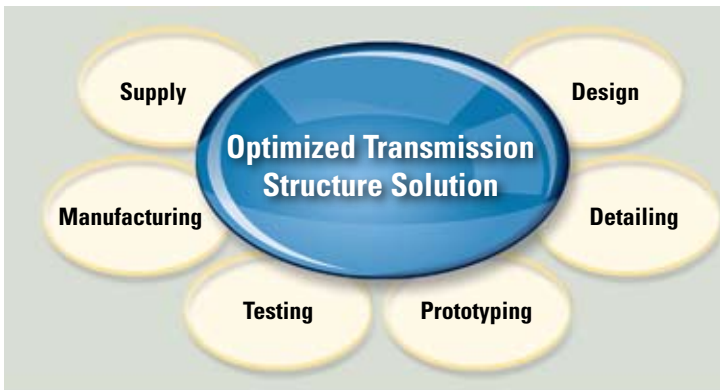 Supply
Design
Optimized Transmission
Structure Solution
Manufacturing
Detailing
Testing
Prototyping